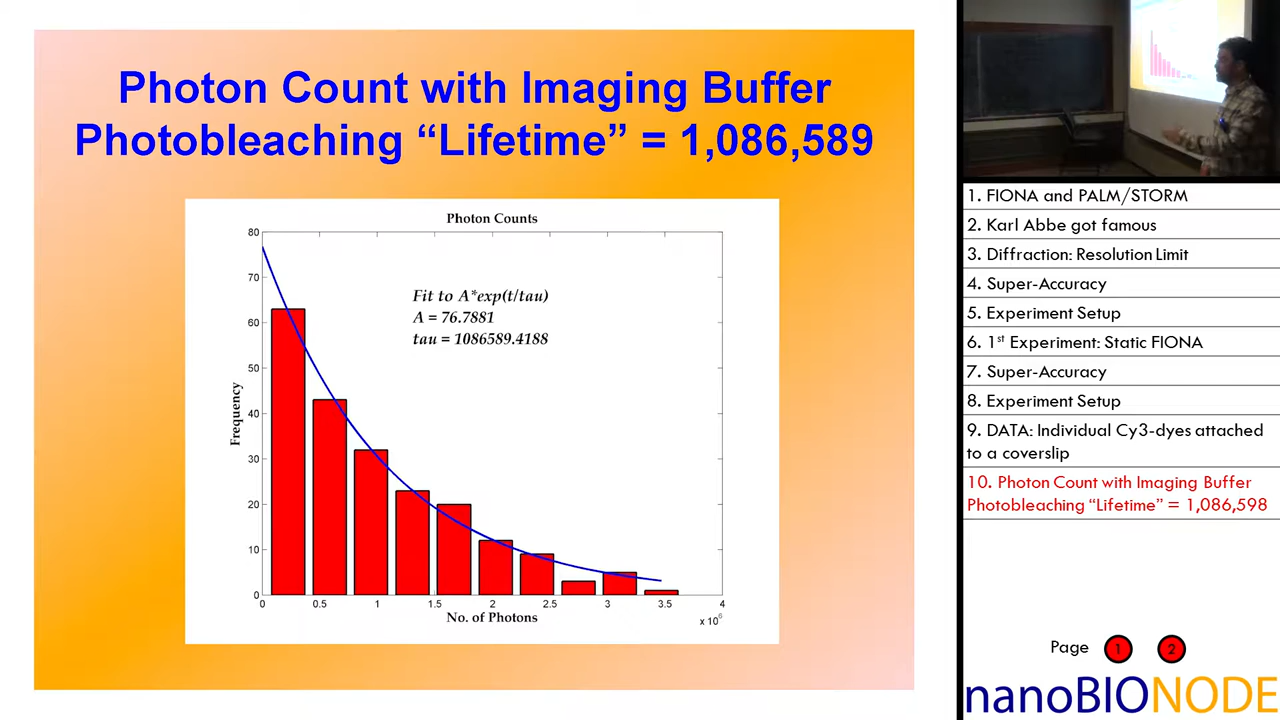 Photon Count with Imaging Buffer
Photobleaching “Lifetime” = 1,086,589
Photon Counts
Fit to A*exp(t/tau)
A = 76.7881
tau = 1086589.4188
Frequency
80
70
60
50
40
30
20
10
0
0 0.5 1 1.5 2 2.5 3 3.5 4
No. of Photons
x 10⁶
1. FIONA and PALM/STORM
2. Karl Abbe got famous
3. Diffraction: Resolution Limit
4. Super-Accuracy
5. Experiment Setup
6. 1st Experiment: Static FIONA
7. Super-Accuracy
8. Experiment Setup
9. DATA: Individual Cy3-dyes attached
to a coverslip
10. Photon Count with Imaging Buffer
Photobleaching “Lifetime” = 1,086,598
Page 1 2
nanoBIONODE